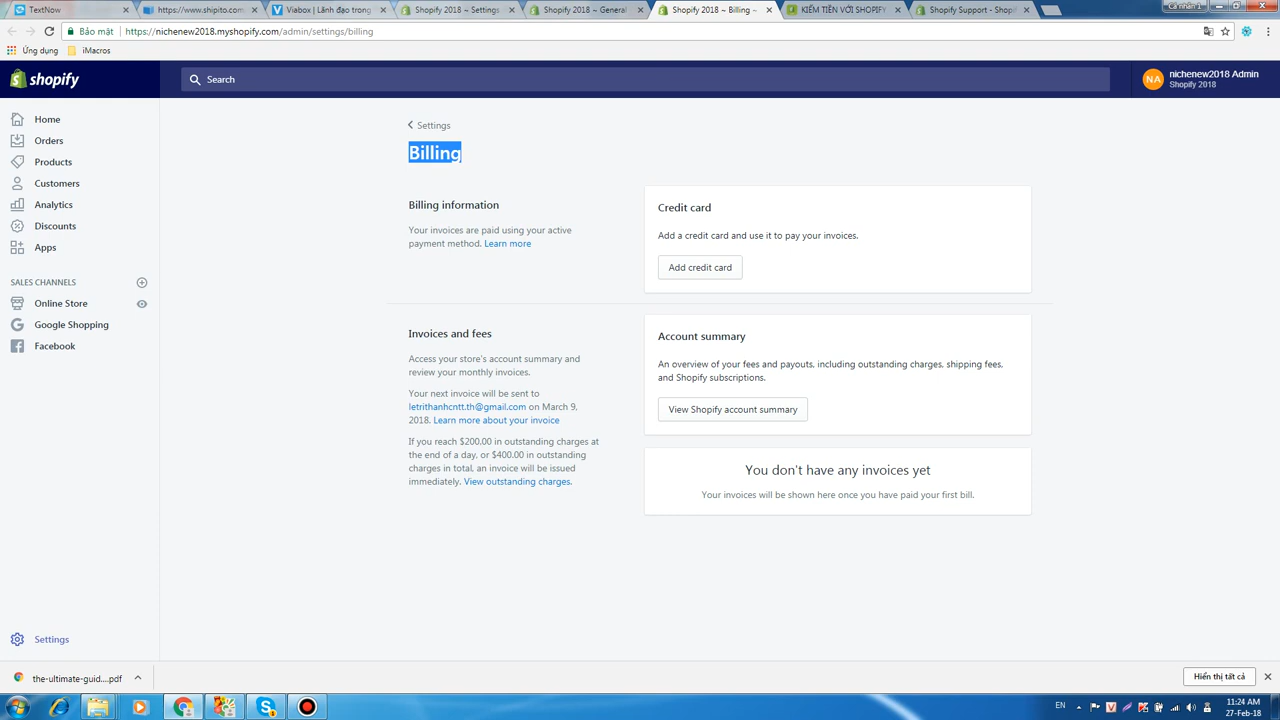 TextNow
https://www.shipito.com
Viabox | Lãnh đạo trong
Shopify 2018 ~ Settings
Shopify 2018 ~ General
Shopify 2018 ~ Billing ~
KIẾM TIỀN VỚI SHOPIFY
Shopify Support - Shopi
Cá nhân 1
Bảo mật
https://nichenew2018.myshopify.com/admin/settings/billing
Ứng dụng
iMacros
shopify
Search
NA
nichenew2018 Admin
Shopify 2018
Home
Orders
Products
Customers
Analytics
Discounts
Apps
SALES CHANNELS
Online Store
Google Shopping
Facebook
Settings
Settings
Billing
Billing information
Your invoices are paid using your active
payment method. Learn more
Credit card
Add a credit card and use it to pay your invoices.
Add credit card
Invoices and fees
Access your store's account summary and
review your monthly invoices.
Your next invoice will be sent to
letrithanhcntt.th@gmail.com on March 9,
2018. Learn more about your invoice
If you reach $200.00 in outstanding charges at
the end of a day, or $400.00 in outstanding
charges in total, an invoice will be issued
immediately. View outstanding charges.
Account summary
An overview of your fees and payouts, including outstanding charges, shipping fees,
and Shopify subscriptions.
View Shopify account summary
You don't have any invoices yet
Your invoices will be shown here once you have paid your first bill.
the-ultimate-guid....pdf
Hiển thị tất cả
EN
11:24 AM
27-Feb-18